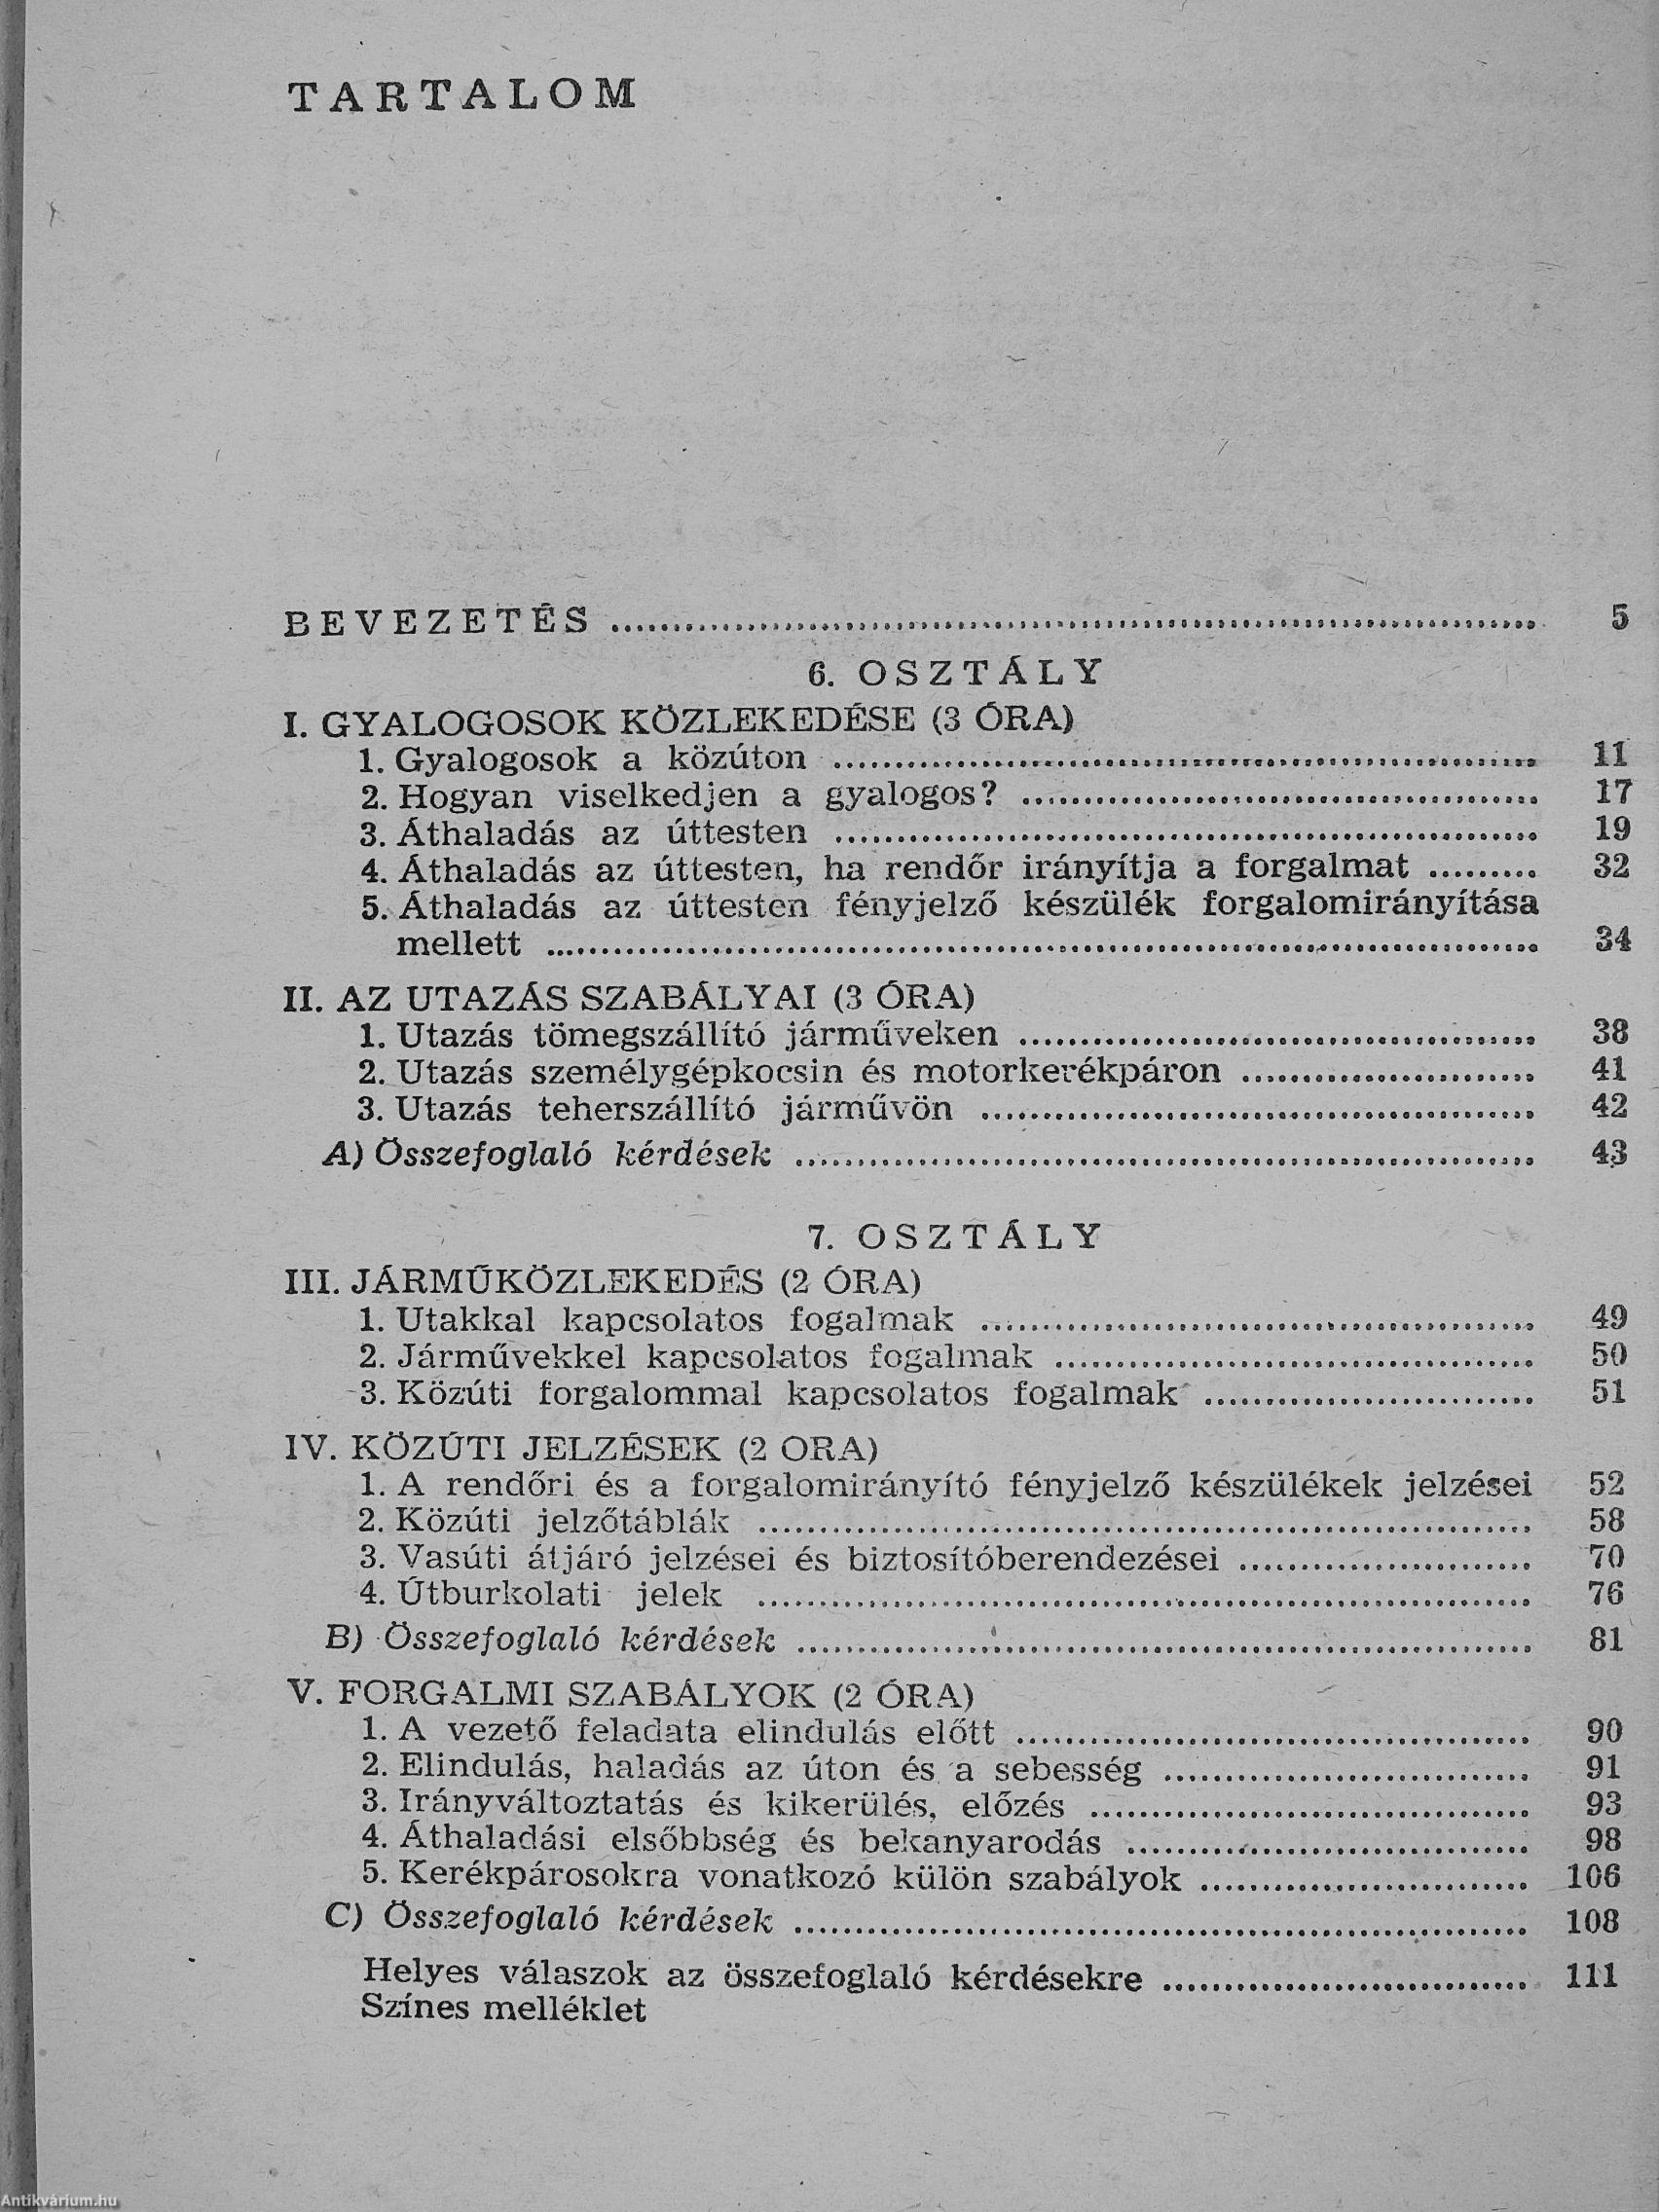 TARTALOM
BEVEZETÉS ........ 5
6. OSZTÁLY
I. GYALOGOSOK KÖZLEKEDÉSE (3 ÓRA)
1. Gyalogosok a közúton ........ 11
2. Hogyan viselkedjen a gyalogos? ........ 17
3. Áthaladás az úttesten ........ 19
4. Áthaladás az úttesten, ha rendőr irányítja a forgalmat ........ 32
5. Áthaladás az úttesten fényjelző készülék forgalomirányítása
mellett ........ 34
II. AZ UTAZÁS SZABÁLYAI (3 ÓRA)
1. Utazás tömegszállító járműveken ........ 38
2. Utazás személygépkocsin és motorkerékpáron ........ 41
3. Utazás teherszállító járművön ........ 42
A) Összefoglaló kérdések ........ 43
7. OSZTÁLY
III. JÁRMŰKÖZLEKEDÉS (2 ÓRA)
1. Utakkal kapcsolatos fogalmak ........ 49
2. Járművekkel kapcsolatos fogalmak ........ 50
3. Közúti forgalommal kapcsolatos fogalmak ........ 51
IV. KÖZÚTI JELZÉSEK (2 ORA)
1. A rendőri és a forgalomirányító fényjelző készülékek jelzései 52
2. Közúti jelzőtáblák ........ 58
3. Vasúti átjáró jelzései és biztosítóberendezései ........ 70
4. Útburkolati jelek ........ 76
B) Összefoglaló kérdések ........ 81
V. FORGALMI SZABÁLYOK (2 ÓRA)
1. A vezető feladata elindulás előtt ........ 90
2. Elindulás, haladás az úton és a sebesség ........ 91
3. Irányváltoztatás és kikerülés, előzés ........ 93
4. Áthaladási elsőbbség és bekanyarodás ........ 98
5. Kerékpárosokra vonatkozó külön szabályok ........ 106
C) Összefoglaló kérdések ........ 108
Helyes válaszok az összefoglaló kérdésekre ........ 111
Színes melléklet
Antikvárium.hu